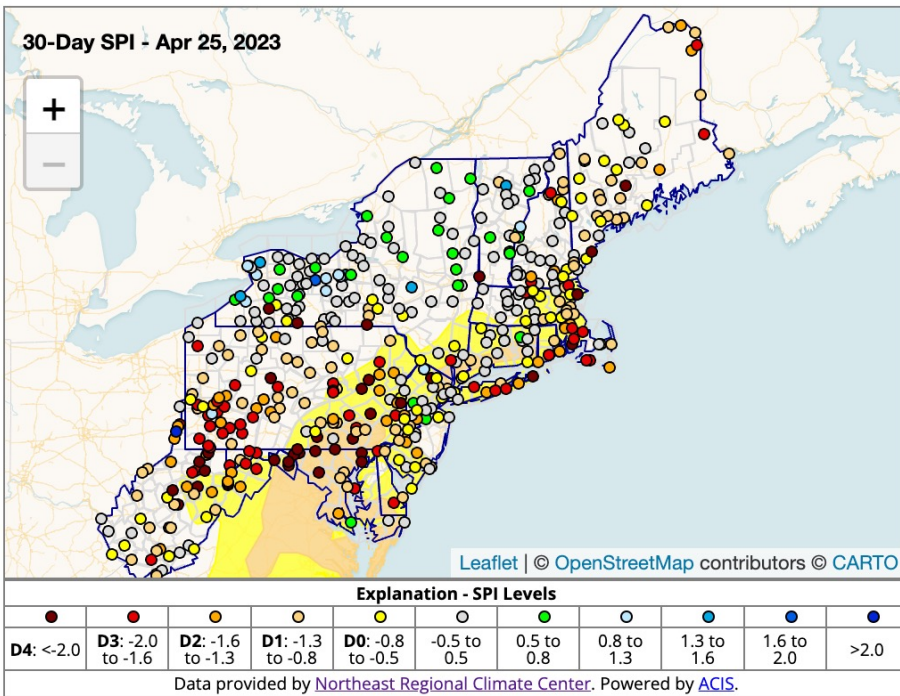 30-Day SPI - Apr 25, 2023
+
−
Leaflet | © OpenStreetMap contributors © CARTO
Explanation - SPI Levels
D4: <-2.0
D3: -2.0
to -1.6
D2: -1.6
to -1.3
D1: -1.3
to -0.8
D0: -0.8
to -0.5
-0.5 to
0.5
0.5 to
0.8
0.8 to
1.3
1.3 to
1.6
1.6 to
2.0
>2.0
Data provided by Northeast Regional Climate Center. Powered by ACIS.